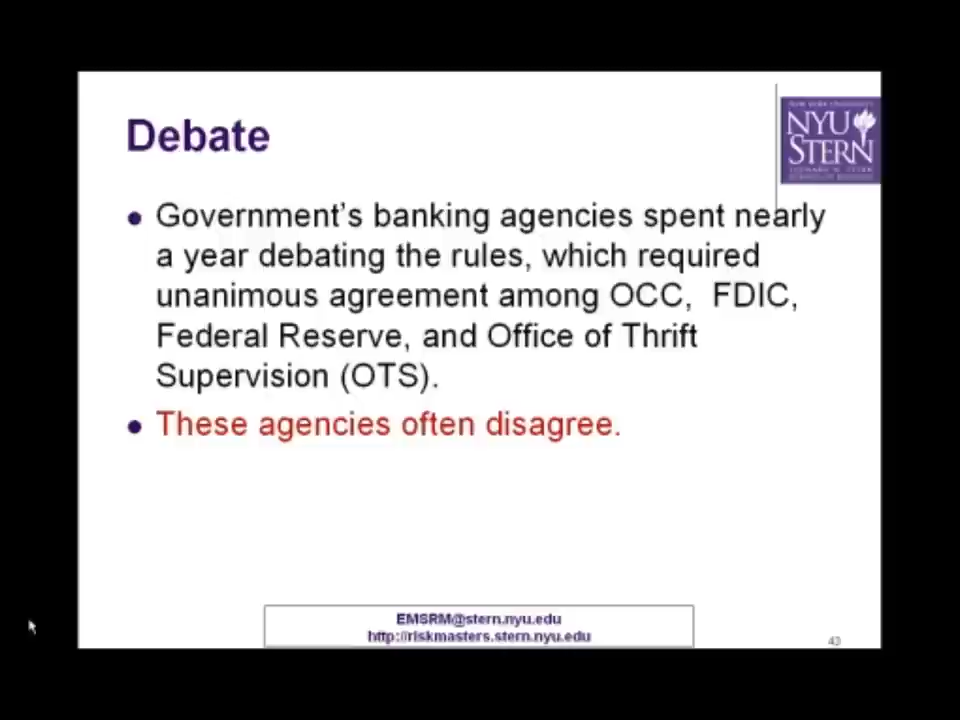 Debate
NYU
STERN
Government's banking agencies spent nearly
a year debating the rules, which required
unanimous agreement among OCC, FDIC,
Federal Reserve, and Office of Thrift
Supervision (OTS).
These agencies often disagree.
EMSRM@stern.nyu.edu
http://riskmasters.stern.nyu.edu
43